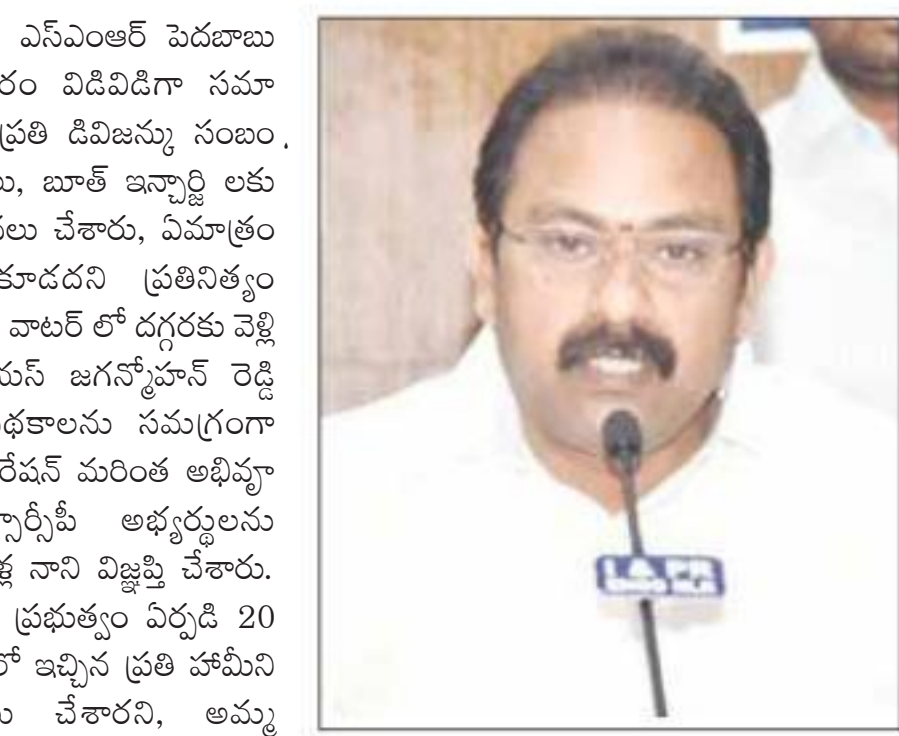 ఎస్ఎంఆర్ పెదబాబు
రం విడివిడిగా సమా
ప్రతి డివిజన్కు సంబం
లు, బూత్ ఇన్చార్జి లకు
నలు చేశారు, ఏమాత్రం
కూడదని ప్రతినిత్యం
వాటర్ లో దగ్గరకు వెళ్లి
యస్ జగన్మోహన్ రెడ్డి
థకాలను సమగ్రంగా
రేషన్ మరింత అభివృా
్సార్సీపీ అభ్యర్థులను
ళ్ల నాని విజ్ఞప్తి చేశారు.
ప్రభుత్వం ఏర్పడి 20
లో ఇచ్చిన ప్రతి హామీని
ు చేశారని, అమ్మ
I & PR